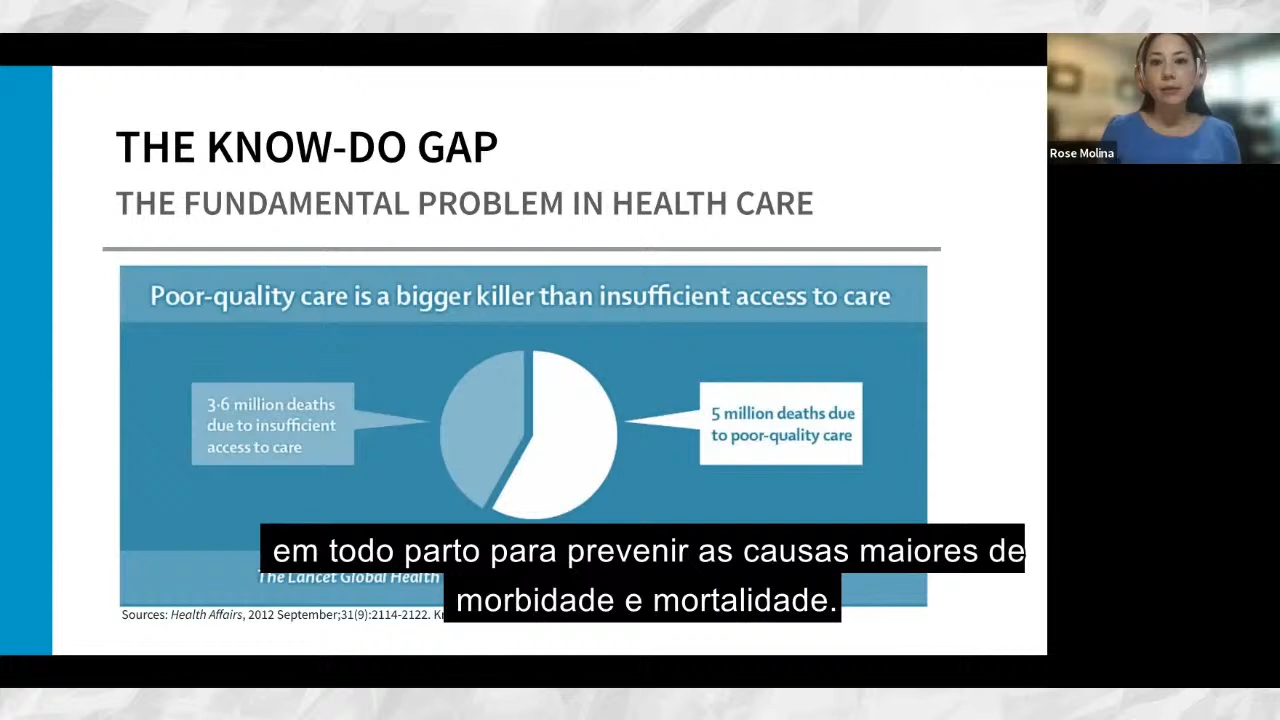 THE KNOW-DO GAP
THE FUNDAMENTAL PROBLEM IN HEALTH CARE
Poor-quality care is a bigger killer than insufficient access to care
3·6 million deaths
due to insufficient
access to care
5 million deaths due
to poor-quality care
The Lancet Global Health
Sources: Health Affairs, 2012 September;31(9):2114-2122.
em todo parto para prevenir as causas maiores de
morbidade e mortalidade.
Rose Molina